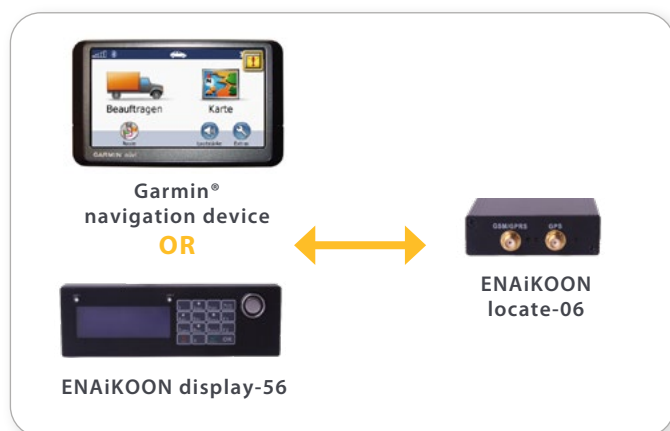 Beauftragen
Karte
GARMIN
Garmin®
navigation device
OR
ENAiKOON display-56
GSM/GPRS
GPS
ENAiKOON
locate-06